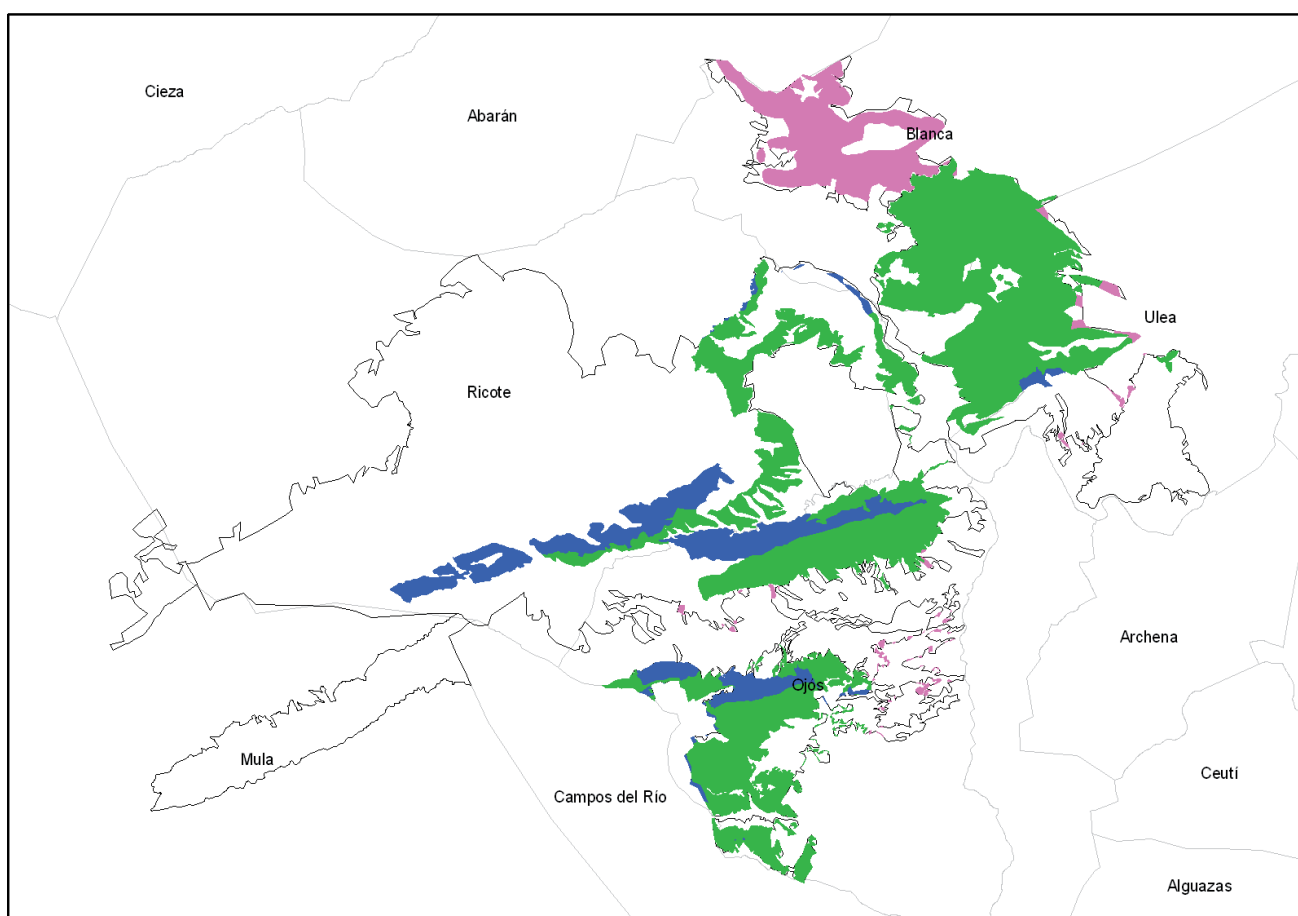 Cieza
Abarán
Blanca
Ulea
Ricote
Archena
Ojós
Mula
Ceutí
Campos del Río
Alguazas